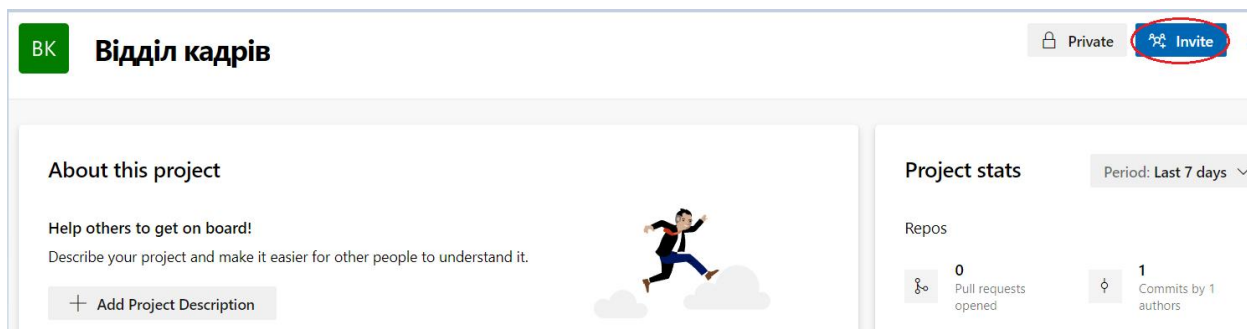 ВК
Відділ кадрів
Private
Invite
About this project
Help others to get on board!
Describe your project and make it easier for other people to understand it.
+ Add Project Description
Project stats
Period: Last 7 days
Repos
0
Pull requests
opened
1
Commits by 1
authors